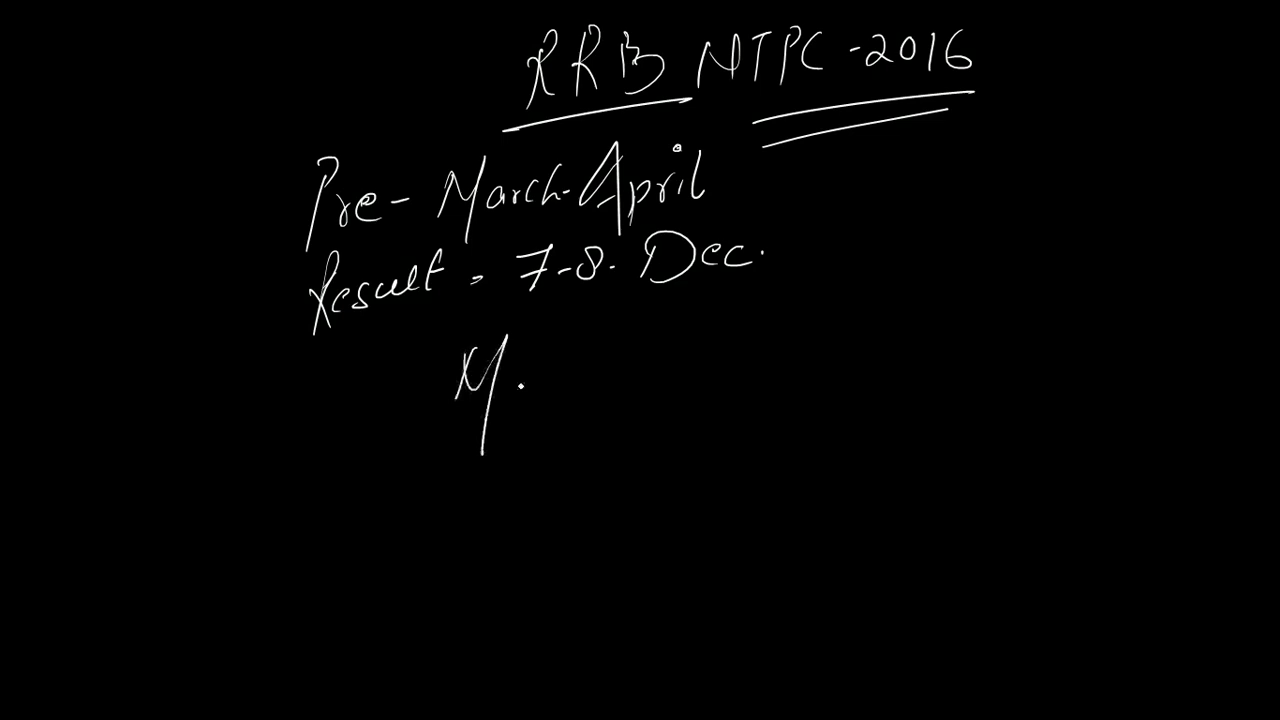 RRB NTPC -2016
Pre- March-April
Result = 7-8. Dec.
M